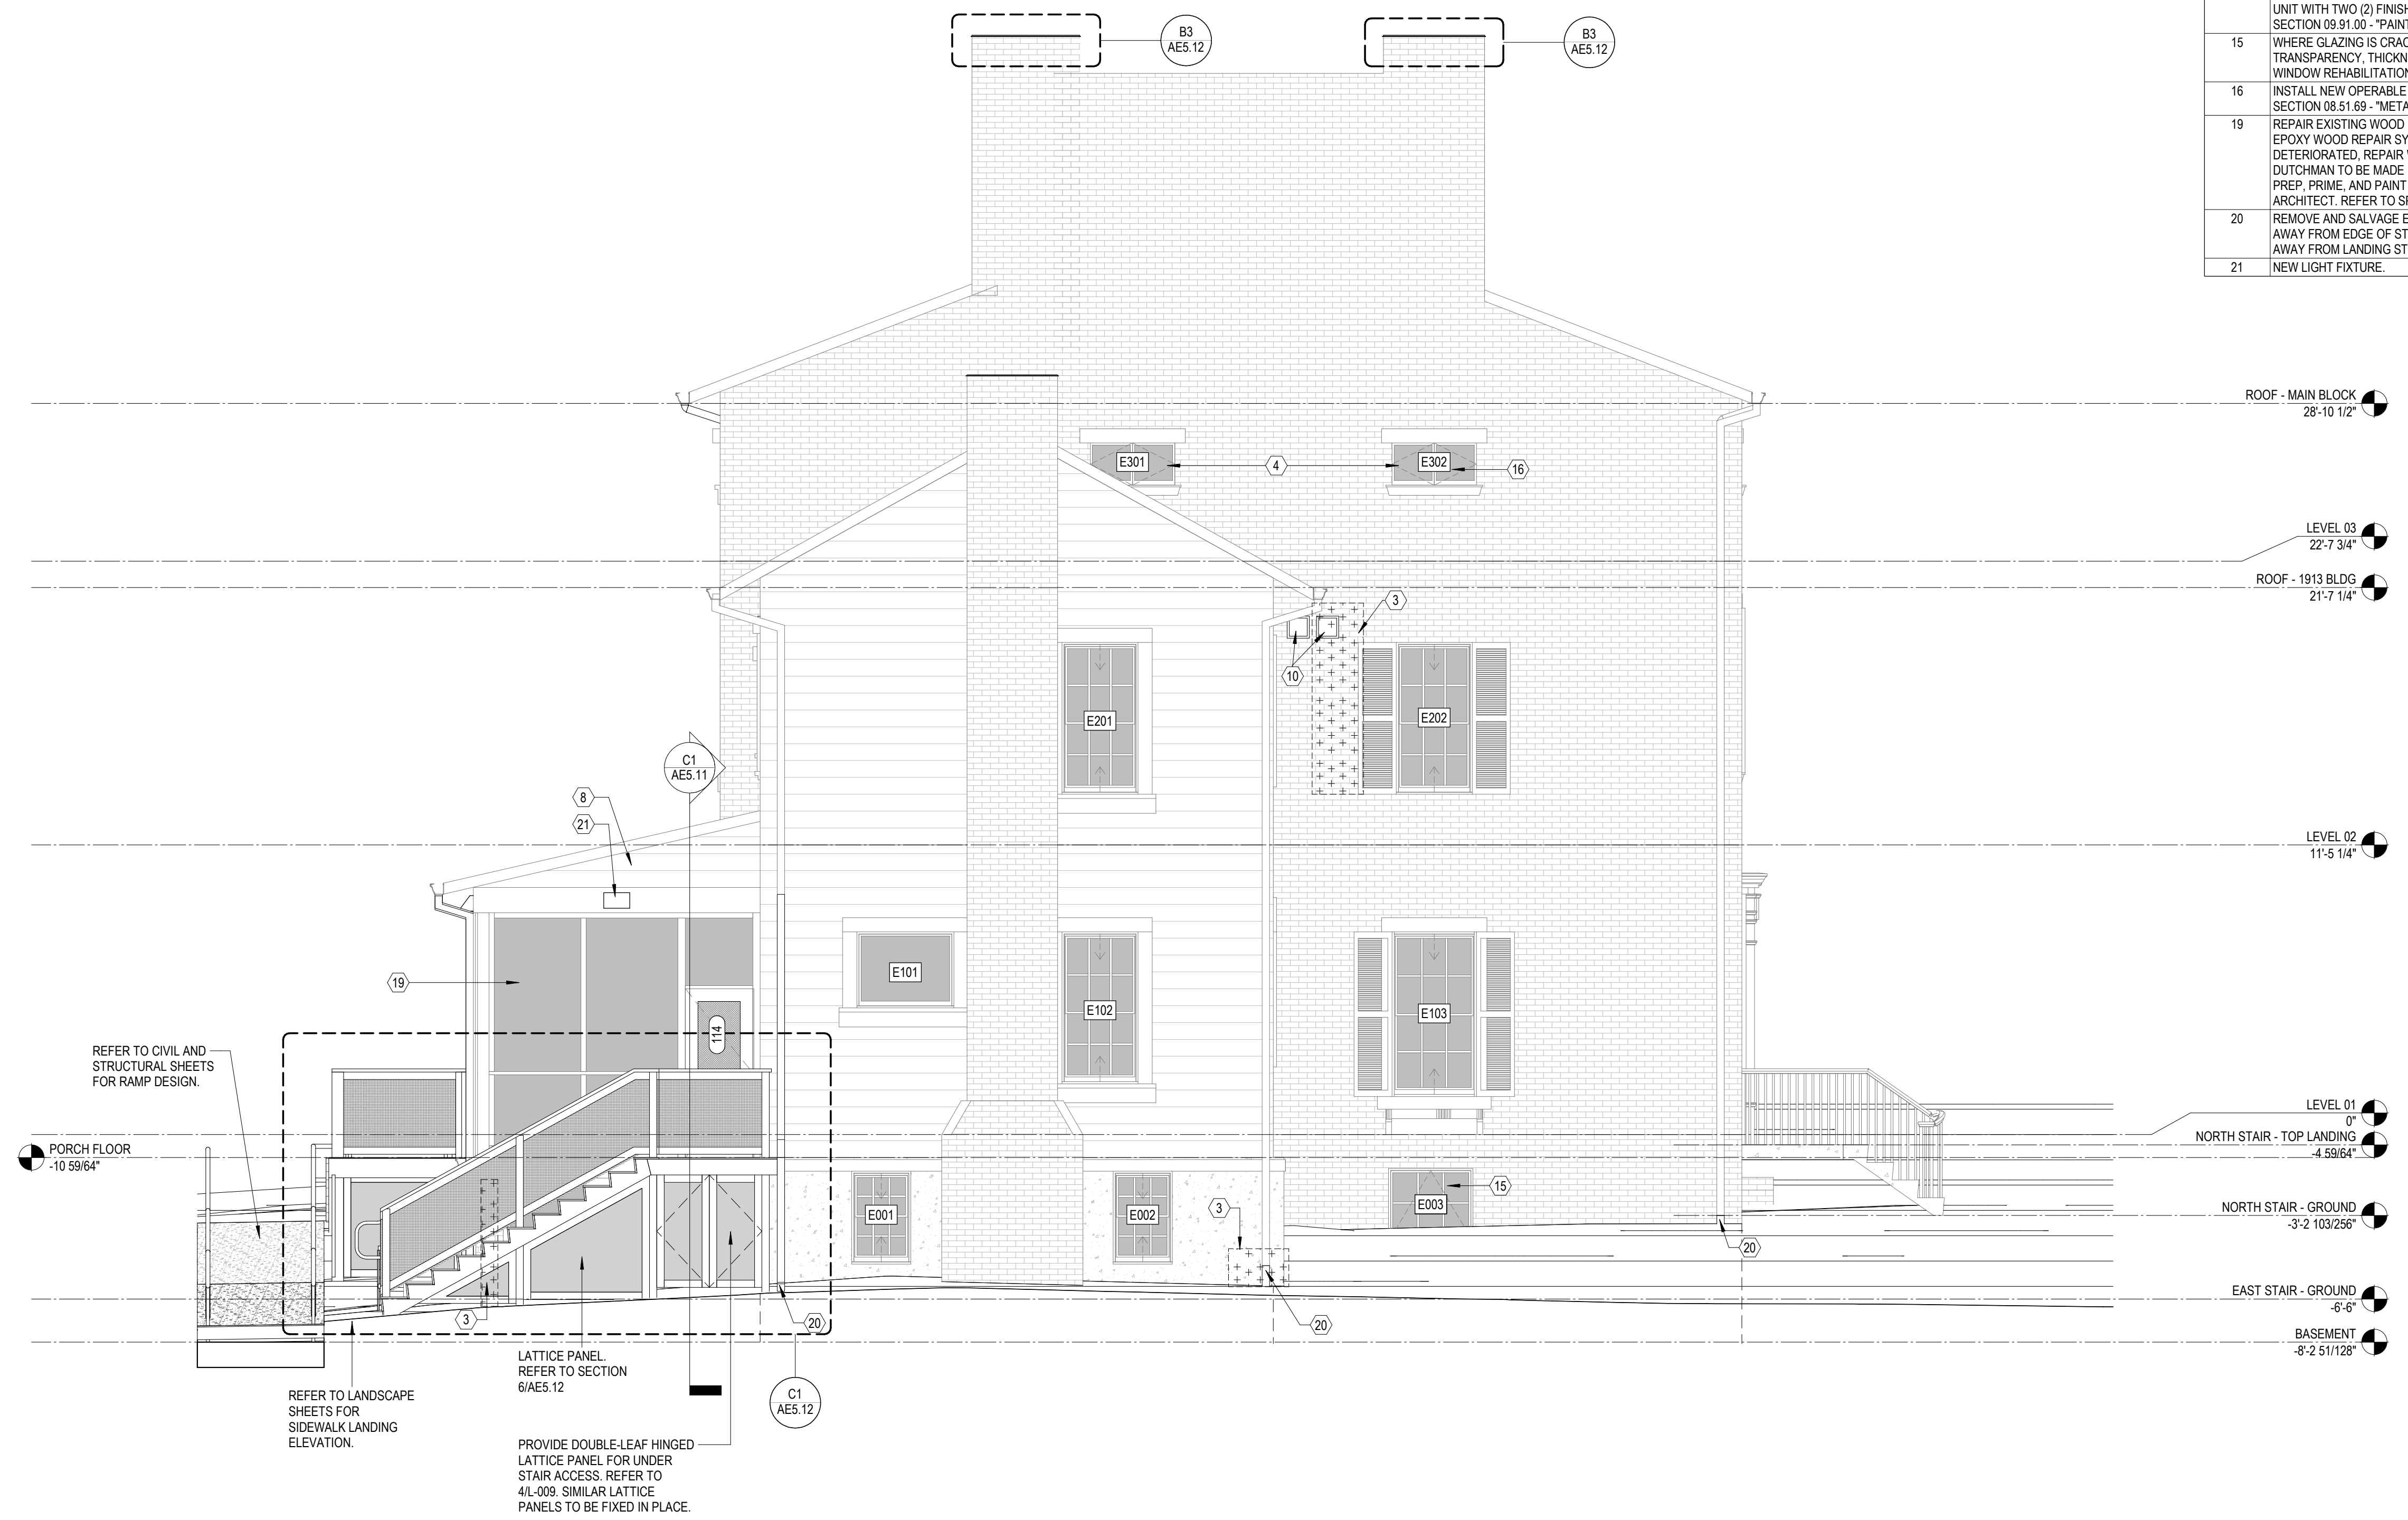 UNIT WITH TWO (2) FINISH
SECTION 09.91.00 - "PAINT
15 WHERE GLAZING IS CRAC
TRANSPARENCY, THICKN
WINDOW REHABILITATION
16 INSTALL NEW OPERABLE
SECTION 08.51.69 - "META
19 REPAIR EXISTING WOOD
EPOXY WOOD REPAIR SY
DETERIORATED, REPAIR
DUTCHMAN TO BE MADE
PREP, PRIME, AND PAINT
ARCHITECT. REFER TO SP
20 REMOVE AND SALVAGE E
AWAY FROM EDGE OF ST
AWAY FROM LANDING ST
21 NEW LIGHT FIXTURE.
B3
AE5.12
B3
AE5.12
ROOF - MAIN BLOCK
28'-10 1/2"
E301
4
E302
16
LEVEL 03
22'-7 3/4"
ROOF - 1913 BLDG
21'-7 1/4"
3
10
E201
E202
C1
AE5.11
8
21
LEVEL 02
11'-5 1/4"
19
E101
E102
E103
114
REFER TO CIVIL AND
STRUCTURAL SHEETS
FOR RAMP DESIGN.
LEVEL 01
0"
NORTH STAIR - TOP LANDING
-4 59/64"
PORCH FLOOR
-10 59/64"
15
E001
E002
E003
3
NORTH STAIR - GROUND
-3'-2 103/256"
20
EAST STAIR - GROUND
-6'-6"
3
20
20
BASEMENT
-8'-2 51/128"
LATTICE PANEL.
REFER TO SECTION
6/AE5.12
C1
AE5.12
REFER TO LANDSCAPE
SHEETS FOR
SIDEWALK LANDING
ELEVATION.
PROVIDE DOUBLE-LEAF HINGED
LATTICE PANEL FOR UNDER
STAIR ACCESS. REFER TO
4/L-009. SIMILAR LATTICE
PANELS TO BE FIXED IN PLACE.